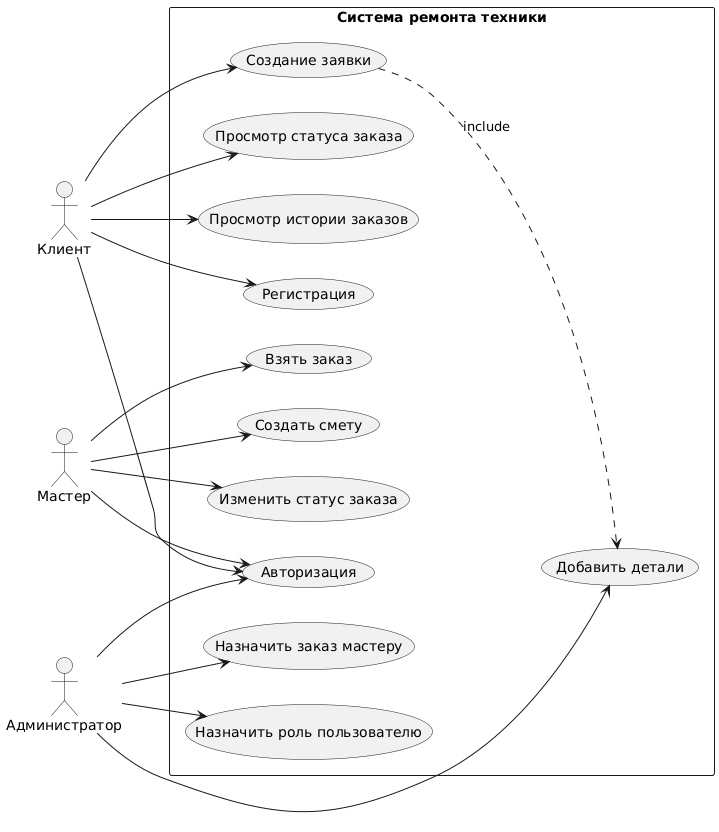 Система ремонта техники
Создание заявки
include
Просмотр статуса заказа
Просмотр истории заказов
Клиент
Регистрация
Взять заказ
Создать смету
Мастер
Изменить статус заказа
Авторизация
Добавить детали
Назначить заказ мастеру
Администратор
Назначить роль пользователю